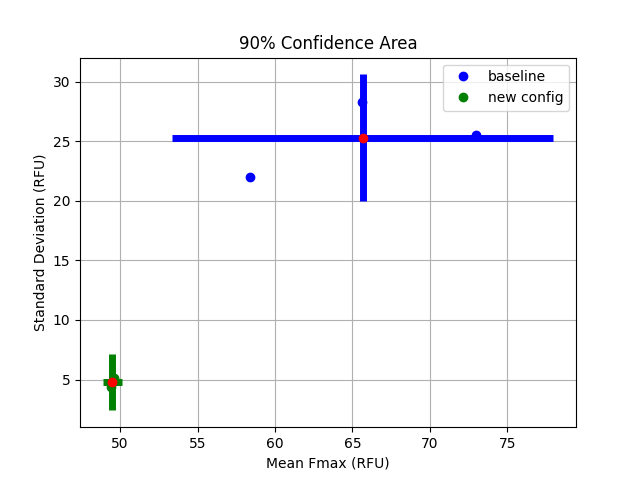 90% Confidence Area
baseline
new config
Standard Deviation (RFU)
30
25
20
15
10
5
50 55 60 65 70 75
Mean Fmax (RFU)